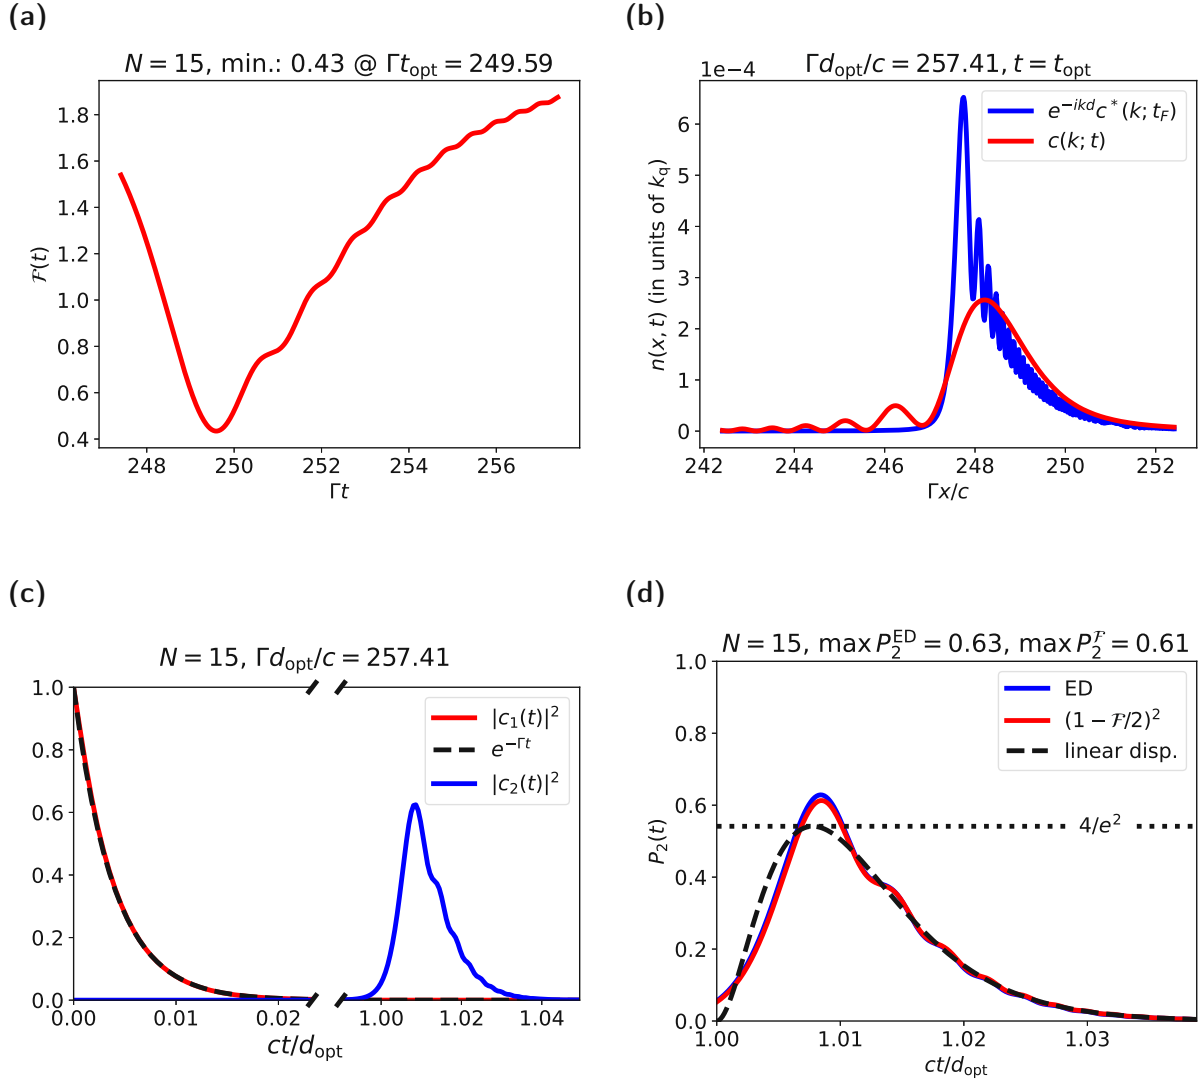 (a)
N = 15, min.: 0.43 @ Γt_opt = 249.59
1.8
1.6
1.4
1.2
1.0
0.8
0.6
0.4
ℱ(t)
248 250 252 254 256
Γt
(b)
1e−4
Γd_opt/c = 257.41, t = t_opt
e^{−ikd}c^*(k; t_F)
c(k; t)
6
5
4
3
2
1
0
n(x, t) (in units of k_q)
242 244 246 248 250 252
Γx/c
(c)
N = 15, Γd_opt/c = 257.41
1.0
0.8
0.6
0.4
0.2
0.0
|c_1(t)|^2
e^{−Γt}
|c_2(t)|^2
0.00 0.01 0.02 1.00 1.02 1.04
ct/d_opt
(d)
N = 15, max P_2^{ED} = 0.63, max P_2^{ℱ} = 0.61
1.0
0.8
0.6
0.4
0.2
0.0
P_2(t)
ED
(1 − ℱ/2)^2
linear disp.
4/e^2
1.00 1.01 1.02 1.03
ct/d_opt